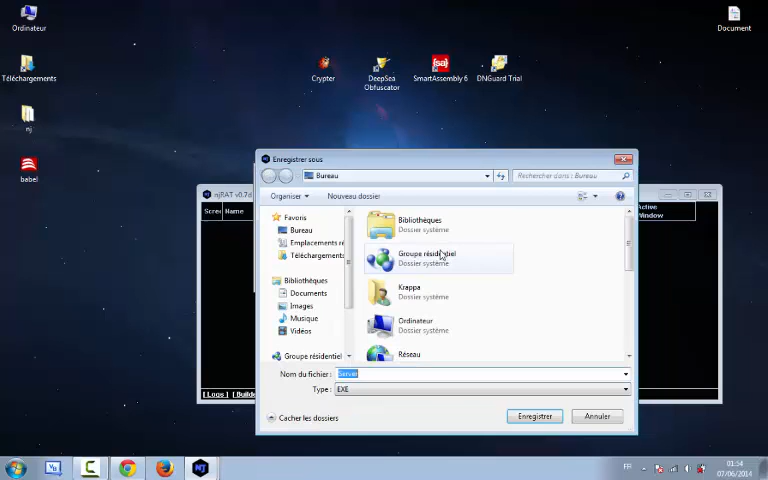 Ordinateur
Téléchargements
nj
babel
Crypter
DeepSea
Obfuscator
SmartAssembly 6
DNGuard Trial
Document
njRAT v0.7d
Screen
Name
Active
Window
[Logs]
Enregistrer sous
Bureau
Rechercher dans : Bureau
Organiser
Nouveau dossier
Favoris
Bureau
Emplacements ré
Téléchargements
Bibliothèques
Documents
Images
Musique
Vidéos
Groupe résidentiel
Bibliothèques
Dossier système
Groupe résidentiel
Dossier système
Krappa
Dossier système
Ordinateur
Dossier système
Réseau
Nom du fichier :
Server
Type :
EXE
Cacher les dossiers
Enregistrer
Annuler
FR
01:54
07/06/2014